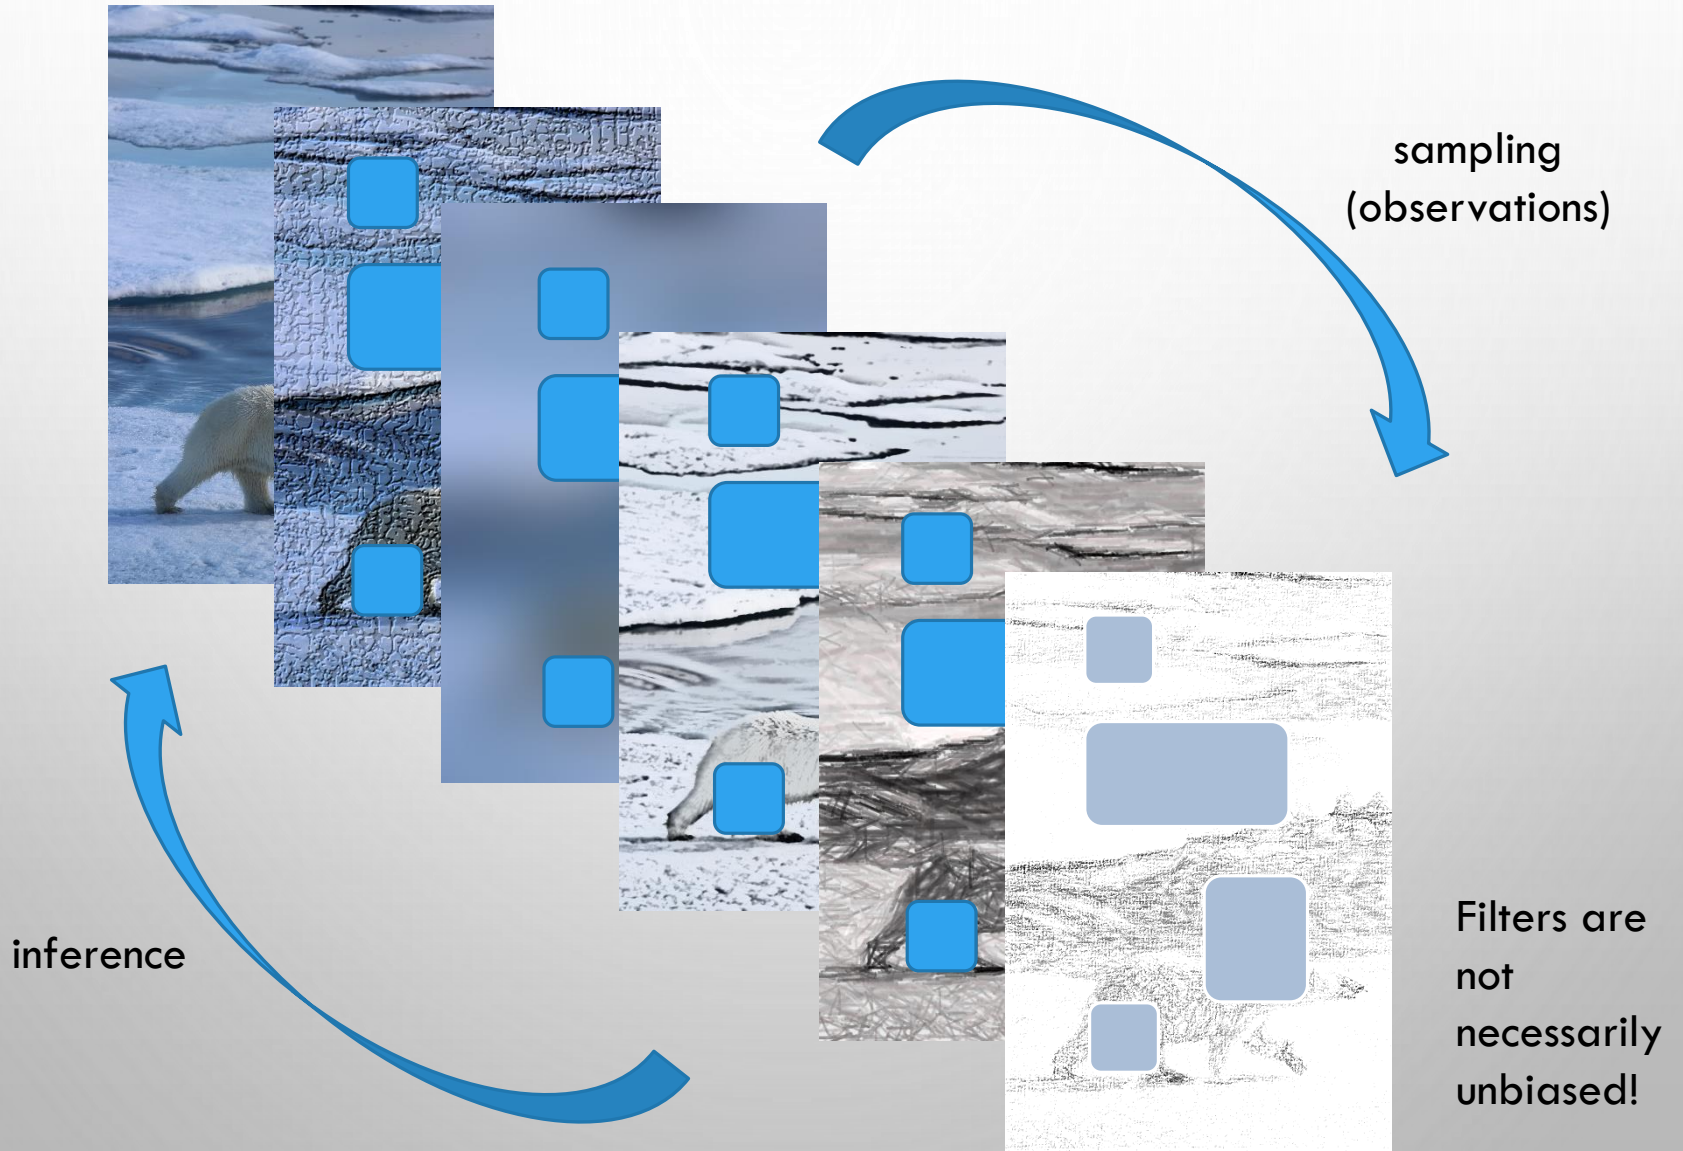 sampling
(observations)
inference
Filters are
not
necessarily
unbiased!